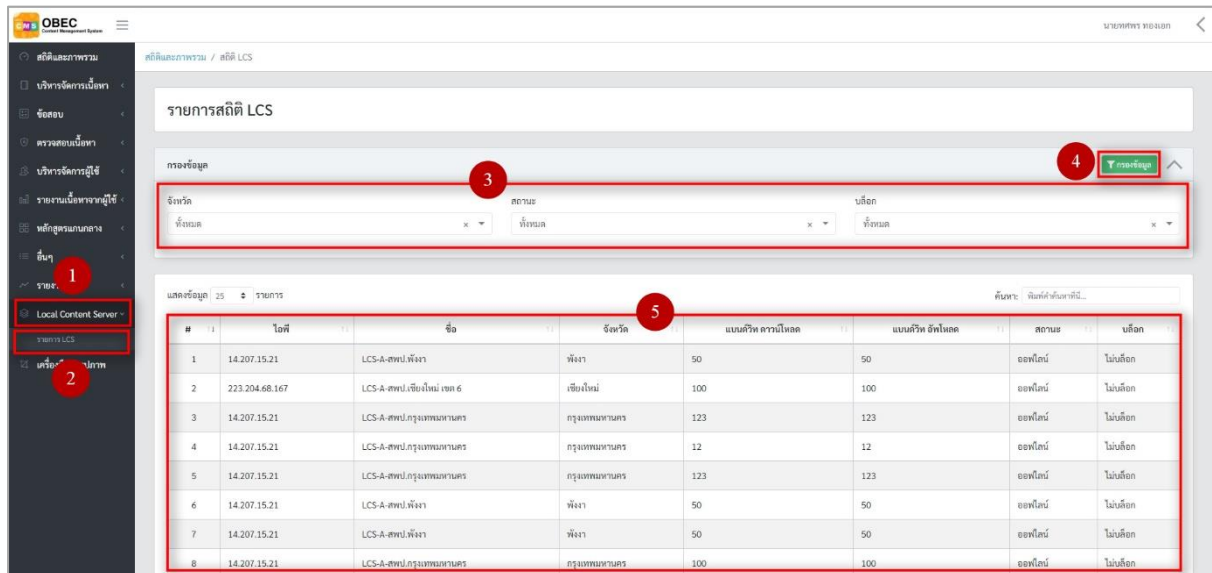 CMS OBEC
Content Management System
นายทศพร ทองเอก
สถิติและภาพรวม
สถิติและภาพรวม / สถิติ LCS
บริหารจัดการเนื้อหา
ข้อสอบ
ตรวจสอบเนื้อหา
บริหารจัดการผู้ใช้
รายงานเนื้อหาจากผู้ใช้
หลักสูตรแกนกลาง
อื่นๆ
1
Local Content Server
รายการ LCS
2
รายการสถิติ LCS
กรองข้อมูล
4
กรองข้อมูล
3
จังหวัด สถานะ บล็อก
ทั้งหมด × ทั้งหมด × ทั้งหมด ×
แสดงข้อมูล 25 รายการ
ค้นหา: พิมพ์คำค้นหาที่นี่...
5
# ไอพี ชื่อ จังหวัด แบนด์วิท ดาวน์โหลด แบนด์วิท อัพโหลด สถานะ บล็อก
1 14.207.15.21 LCS-A-สพป.พังงา พังงา 50 50 ออฟไลน์ ไม่บล็อก
2 223.204.68.167 LCS-A-สพป.เชียงใหม่ เขต 6 เชียงใหม่ 100 100 ออฟไลน์ ไม่บล็อก
3 14.207.15.21 LCS-A-สพป.กรุงเทพมหานคร กรุงเทพมหานคร 123 123 ออฟไลน์ ไม่บล็อก
4 14.207.15.21 LCS-A-สพป.กรุงเทพมหานคร กรุงเทพมหานคร 12 12 ออฟไลน์ ไม่บล็อก
5 14.207.15.21 LCS-A-สพป.กรุงเทพมหานคร กรุงเทพมหานคร 123 123 ออฟไลน์ ไม่บล็อก
6 14.207.15.21 LCS-A-สพป.พังงา พังงา 50 50 ออฟไลน์ ไม่บล็อก
7 14.207.15.21 LCS-A-สพป.พังงา พังงา 50 50 ออฟไลน์ ไม่บล็อก
8 14.207.15.21 LCS-A-สพป.กรุงเทพมหานคร กรุงเทพมหานคร 100 100 ออฟไลน์ ไม่บล็อก